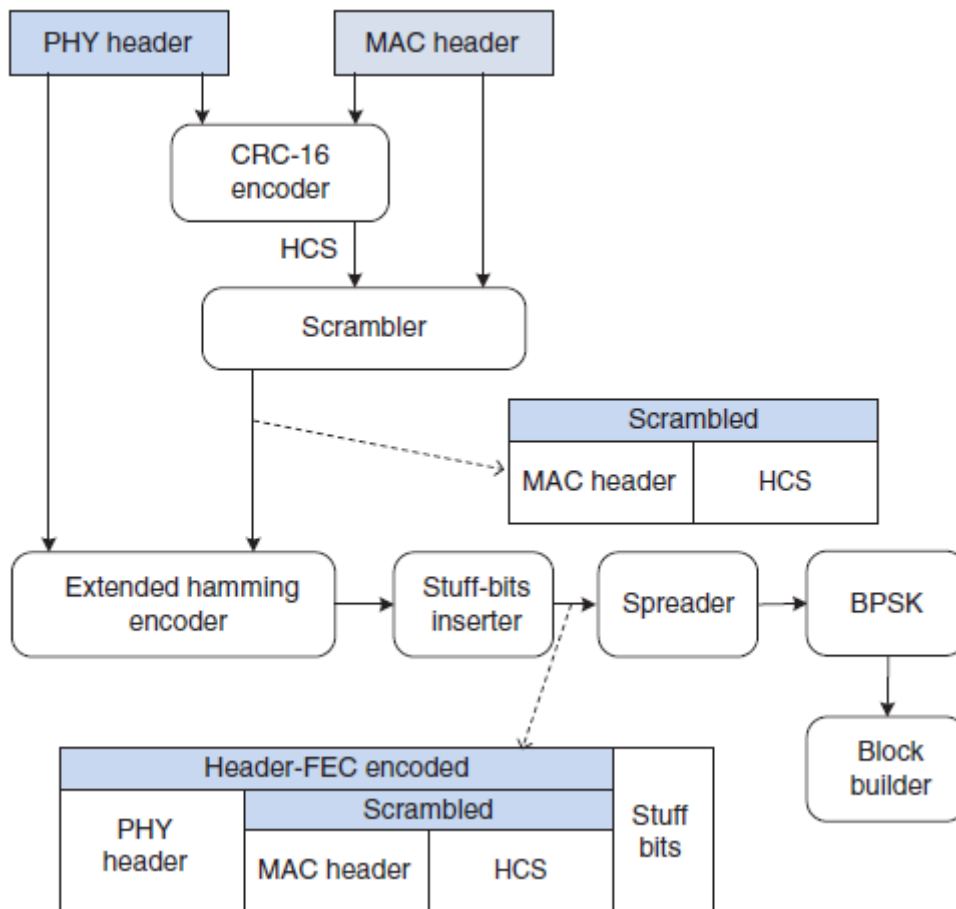 PHY header
MAC header
CRC-16
encoder
HCS
Scrambler
Scrambled
MAC header
HCS
Extended hamming
encoder
Stuff-bits
inserter
Spreader
BPSK
Block
builder
Header-FEC encoded
Scrambled
PHY
header
MAC header
HCS
Stuff
bits